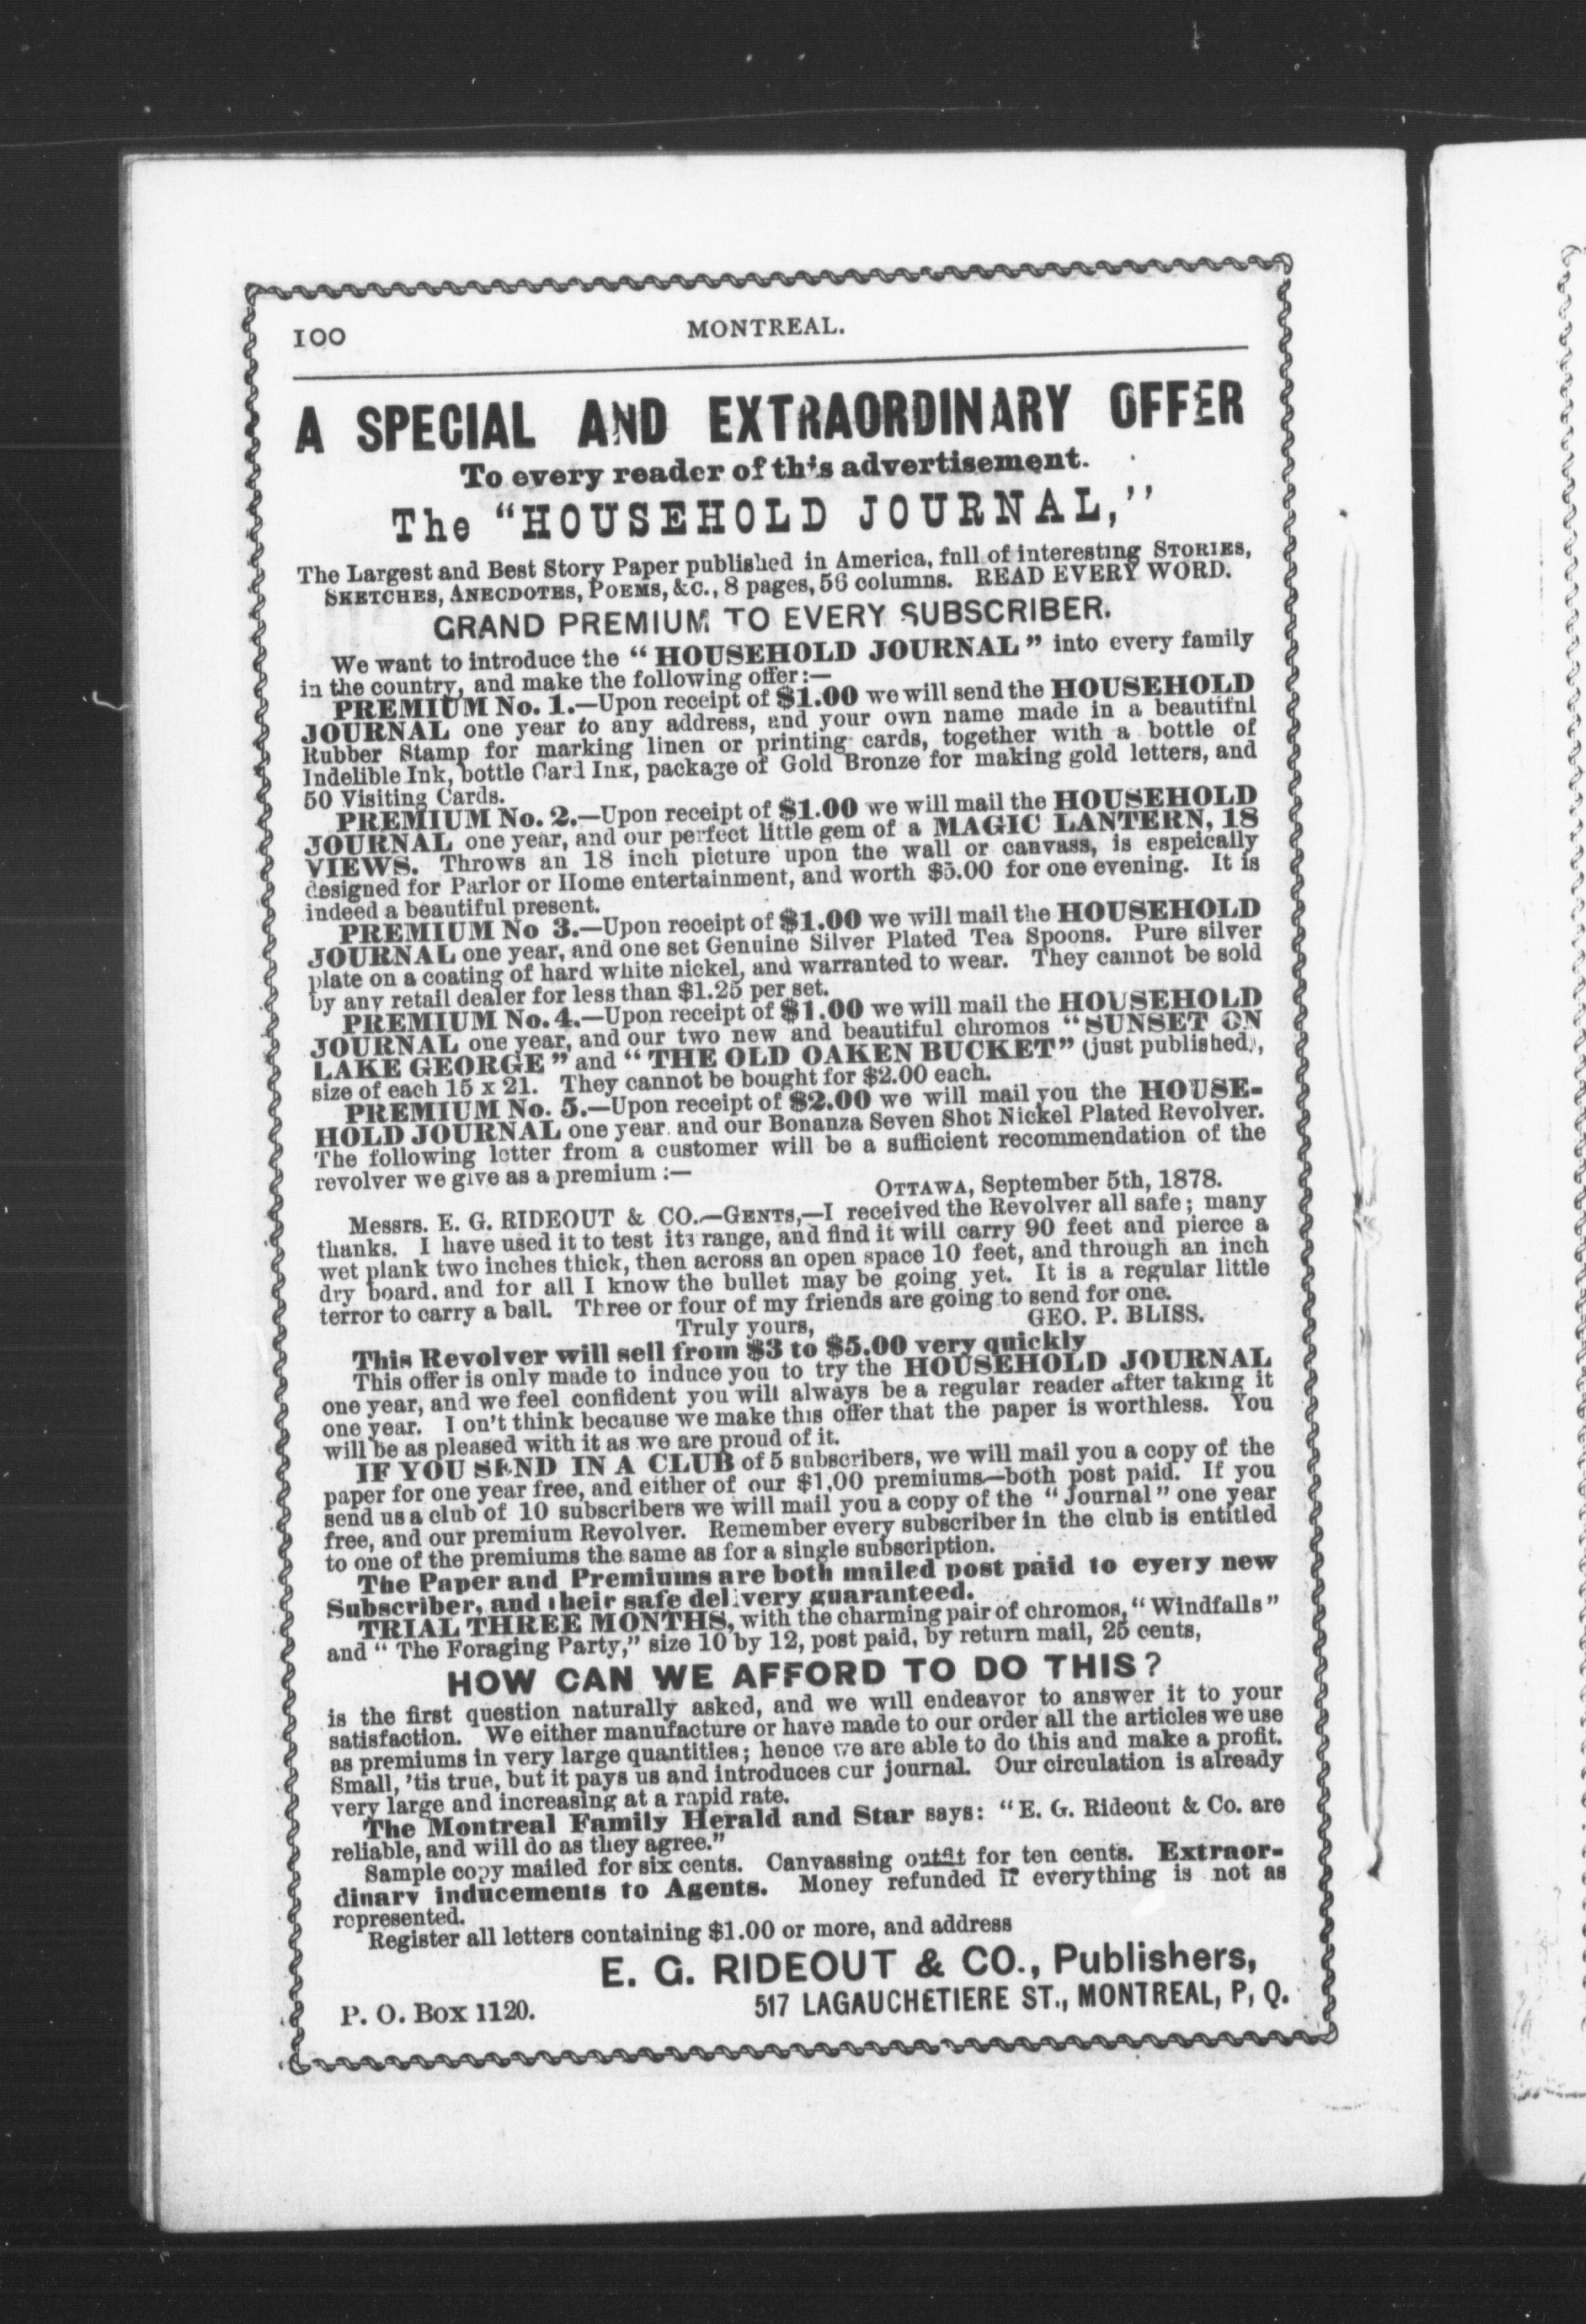 100
MONTREAL.
A SPECIAL AND EXTRAORDINARY OFFER
To every reader of this advertisement.
The "HOUSEHOLD JOURNAL,"
The Largest and Best Story Paper published in America, full of interesting STORIES,
SKETCHES, ANECDOTES, POEMS, &C., 8 pages, 56 columns. READ EVERY WORD.
GRAND PREMIUM TO EVERY SUBSCRIBER.
We want to introduce the "HOUSEHOLD JOURNAL" into every family
in the country, and make the following offer:—
PREMIUM No. 1.—Upon receipt of $1.00 we will send the HOUSEHOLD
JOURNAL one year to any address, and your own name made in a beautiful
Rubber Stamp for marking linen or printing cards, together with a bottle of
Indelible Ink, bottle Card Ink, package of Gold Bronze for making gold letters, and
50 Visiting Cards.
PREMIUM No. 2.—Upon receipt of $1.00 we will mail the HOUSEHOLD
JOURNAL one year, and our perfect little gem of a MAGIC LANTERN, 18
VIEWS. Throws an 18 inch picture upon the wall or canvass, is espeically
designed for Parlor or Home entertainment, and worth $5.00 for one evening. It is
indeed a beautiful present.
PREMIUM No 3.—Upon receipt of $1.00 we will mail the HOUSEHOLD
JOURNAL one year, and one set Genuine Silver Plated Tea Spoons. Pure silver
plate on a coating of hard white nickel, and warranted to wear. They cannot be sold
by any retail dealer for less than $1.25 per set.
PREMIUM No. 4.—Upon receipt of $1.00 we will mail the HOUSEHOLD
JOURNAL one year, and our two new and beautiful chromos "SUNSET ON
LAKE GEORGE" and "THE OLD OAKEN BUCKET" (just published),
size of each 15 x 21. They cannot be bought for $2.00 each.
PREMIUM No. 5.—Upon receipt of $2.00 we will mail you the HOUSE-
HOLD JOURNAL one year. and our Bonanza Seven Shot Nickel Plated Revolver.
The following letter from a customer will be a sufficient recommendation of the
revolver we give as a premium:—
OTTAWA, September 5th, 1878.
Messrs. E. G. RIDEOUT & CO.—GENTS,—I received the Revolver all safe; many
thanks. I have used it to test its range, and find it will carry 90 feet and pierce a
wet plank two inches thick, then across an open space 10 feet, and through an inch
dry board, and for all I know the bullet may be going yet. It is a regular little
terror to carry a ball. Three or four of my friends are going to send for one.
Truly yours, GEO. P. BLISS.
This Revolver will sell from $3 to $5.00 very quickly
This offer is only made to induce you to try the HOUSEHOLD JOURNAL
one year, and we feel confident you will always be a regular reader after taking it
one year. Don't think because we make this offer that the paper is worthless. You
will be as pleased with it as we are proud of it.
IF YOU SEND IN A CLUB of 5 subscribers, we will mail you a copy of the
paper for one year free, and either of our $1.00 premiums—both post paid. If you
send us a club of 10 subscribers we will mail you a copy of the "Journal" one year
free, and our premium Revolver. Remember every subscriber in the club is entitled
to one of the premiums the same as for a single subscription.
The Paper and Premiums are both mailed post paid to eyery new
Subscriber, and their safe delivery guaranteed.
TRIAL THREE MONTHS, with the charming pair of chromos, "Windfalls"
and "The Foraging Party," size 10 by 12, post paid, by return mail, 25 cents,
HOW CAN WE AFFORD TO DO THIS?
is the first question naturally asked, and we will endeavor to answer it to your
satisfaction. We either manufacture or have made to our order all the articles we use
as premiums in very large quantities; hence we are able to do this and make a profit.
Small, 'tis true, but it pays us and introduces our journal. Our circulation is already
very large and increasing at a rapid rate.
The Montreal Family Herald and Star says: "E. G. Rideout & Co. are
reliable, and will do as they agree."
Sample copy mailed for six cents. Canvassing outfit for ten cents. Extraor-
dinary inducements to Agents. Money refunded if everything is not as
represented.
Register all letters containing $1.00 or more, and address
E. G. RIDEOUT & CO., Publishers,
P. O. Box 1120. 517 LAGAUCHETIERE ST., MONTREAL, P, Q.